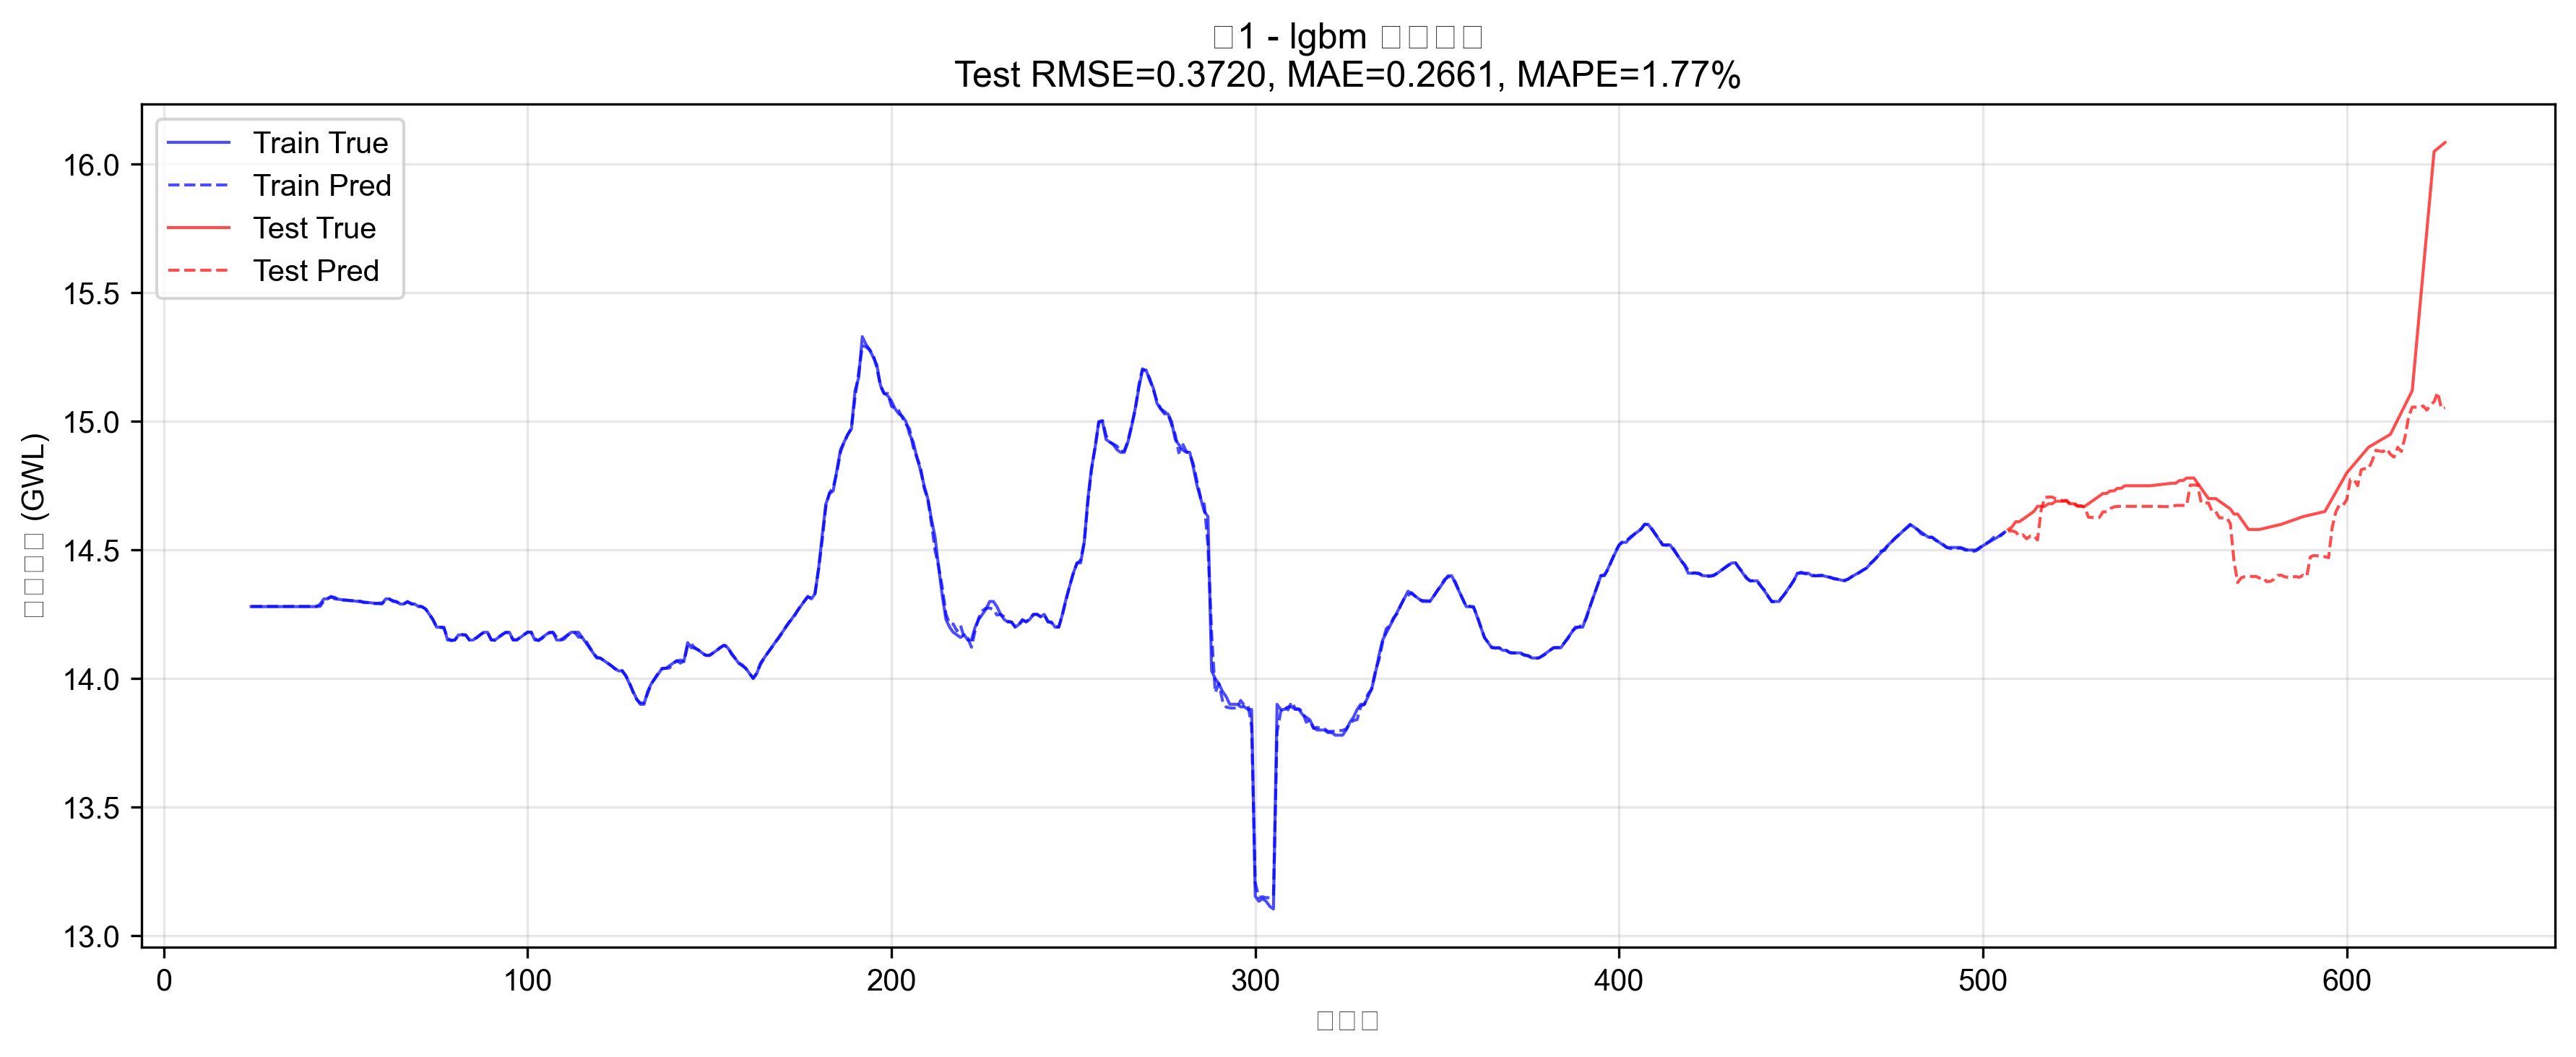 1 - lgbm
Test RMSE=0.3720, MAE=0.2661, MAPE=1.77%
Train True
Train Pred
Test True
Test Pred
16.0
15.5
15.0
14.5
14.0
13.5
13.0
(GWL)
0 100 200 300 400 500 600